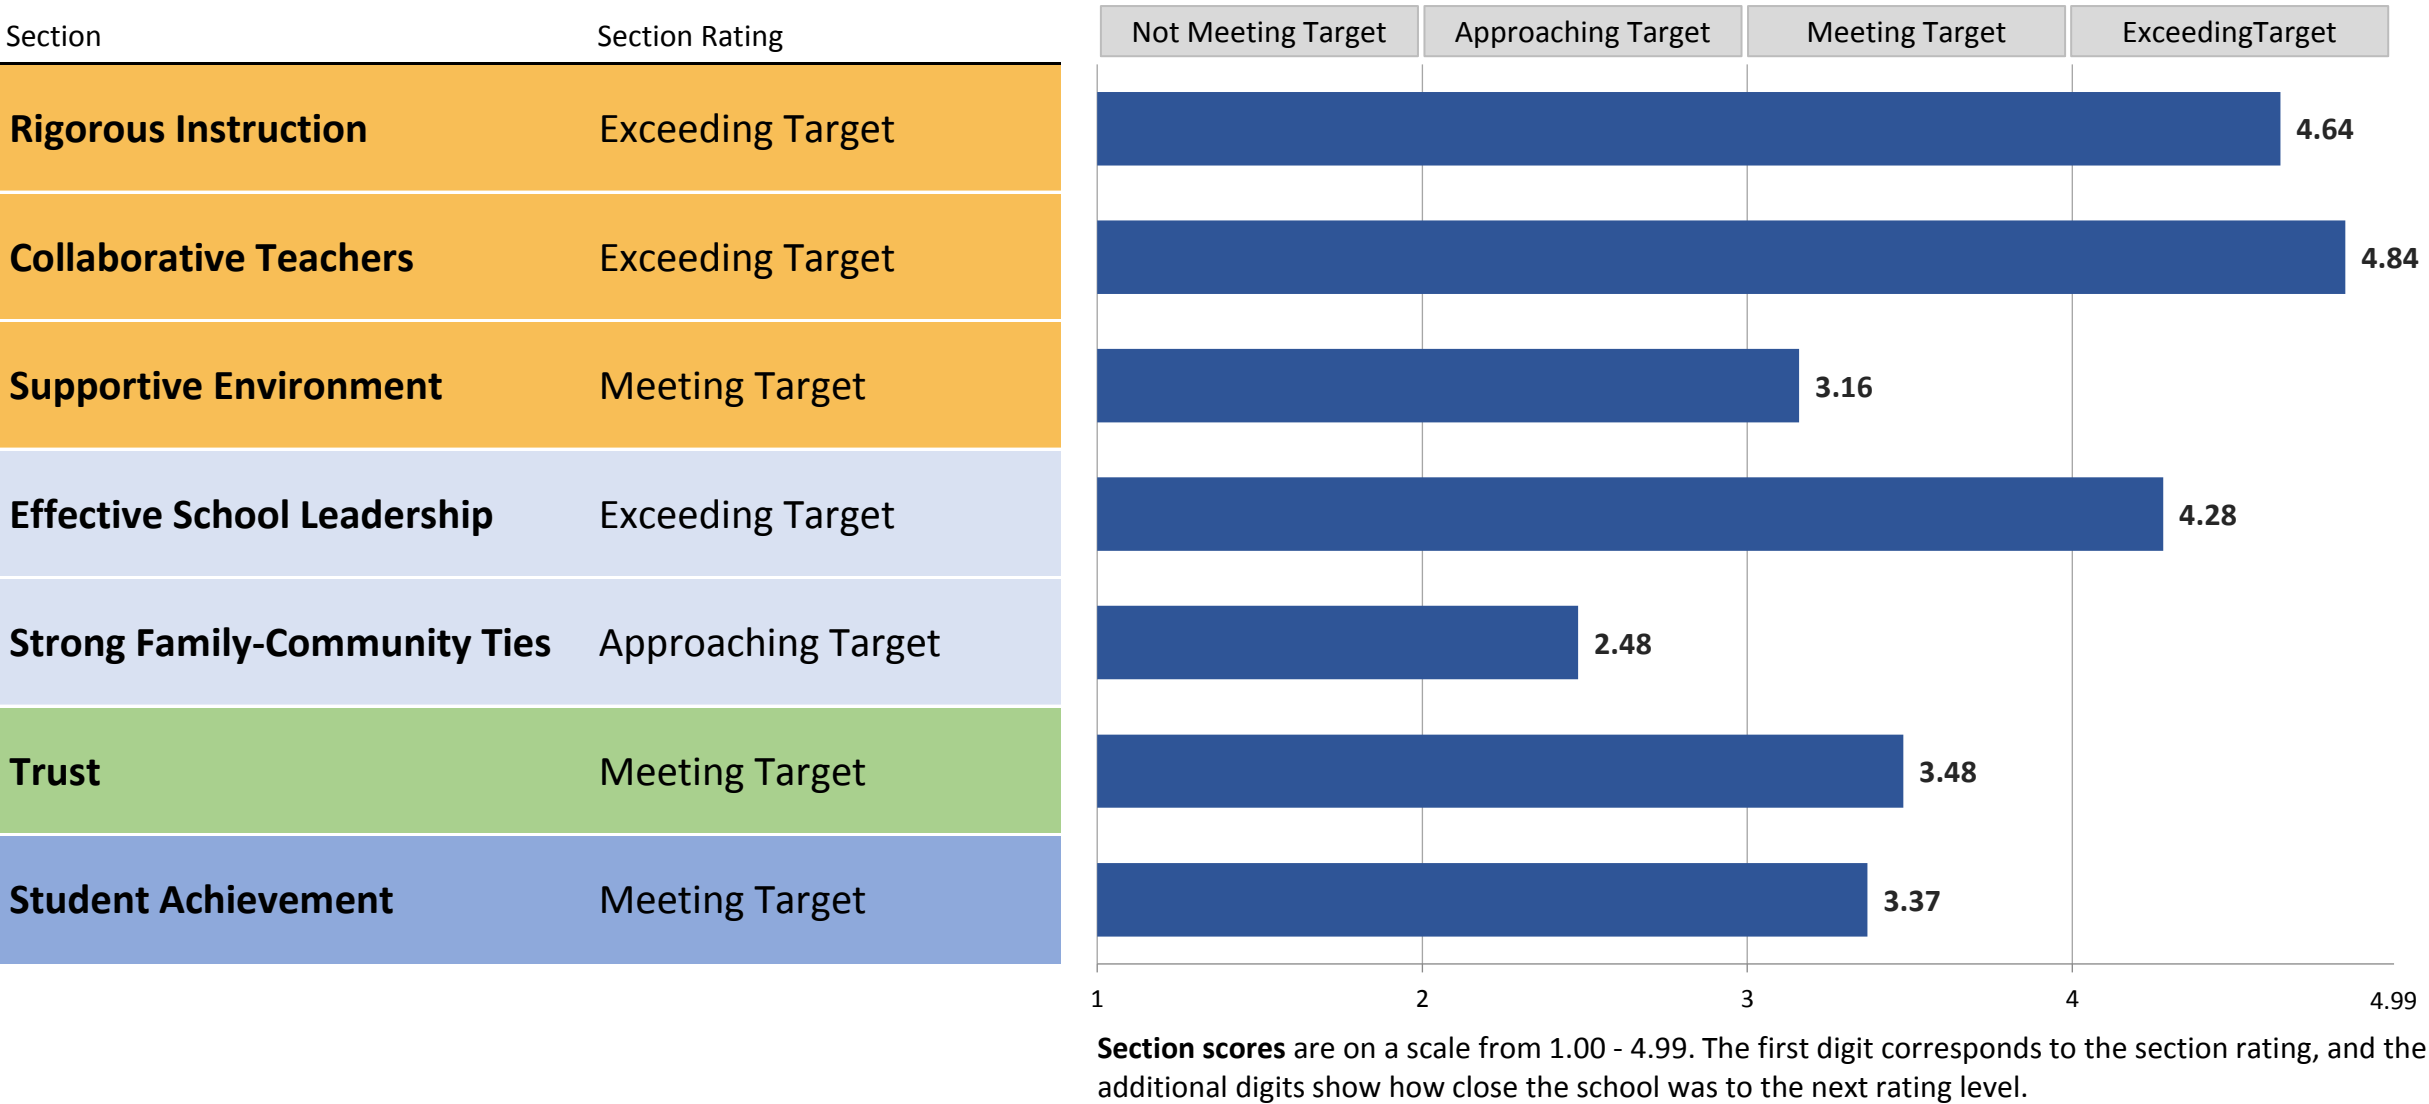 Section Section Rating Not Meeting Target Approaching Target Meeting Target ExceedingTarget
Rigorous Instruction Exceeding Target 4.64
Collaborative Teachers Exceeding Target 4.84
Supportive Environment Meeting Target 3.16
Effective School Leadership Exceeding Target 4.28
Strong Family-Community Ties Approaching Target 2.48
Trust Meeting Target 3.48
Student Achievement Meeting Target 3.37
1 2 3 4 4.99
Section scores are on a scale from 1.00 - 4.99. The first digit corresponds to the section rating, and the
additional digits show how close the school was to the next rating level.